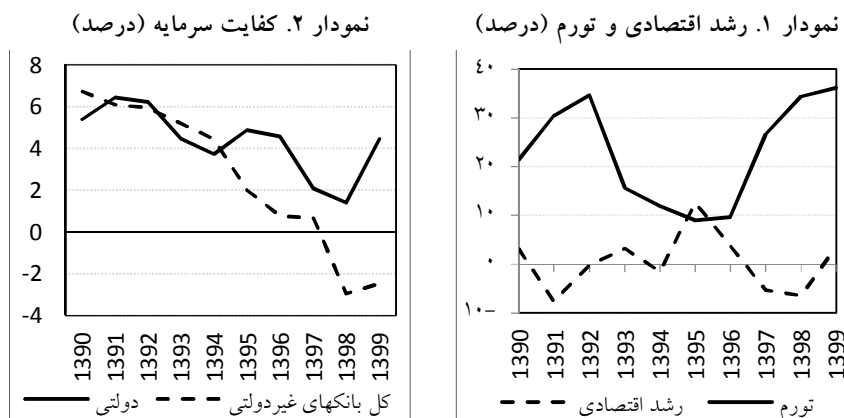 نمودار ۱. رشد اقتصادی و تورم (درصد)
۴۰
۳۰
۲۰
۱۰
۰
۱۰−
1390 1391 1392 1393 1394 1395 1396 1397 1398 1399
تورم رشد اقتصادی
نمودار ۲. کفایت سرمایه (درصد)
8
6
4
2
0
-2
-4
1390 1391 1392 1393 1394 1395 1396 1397 1398 1399
کل بانکهای غیردولتی دولتی